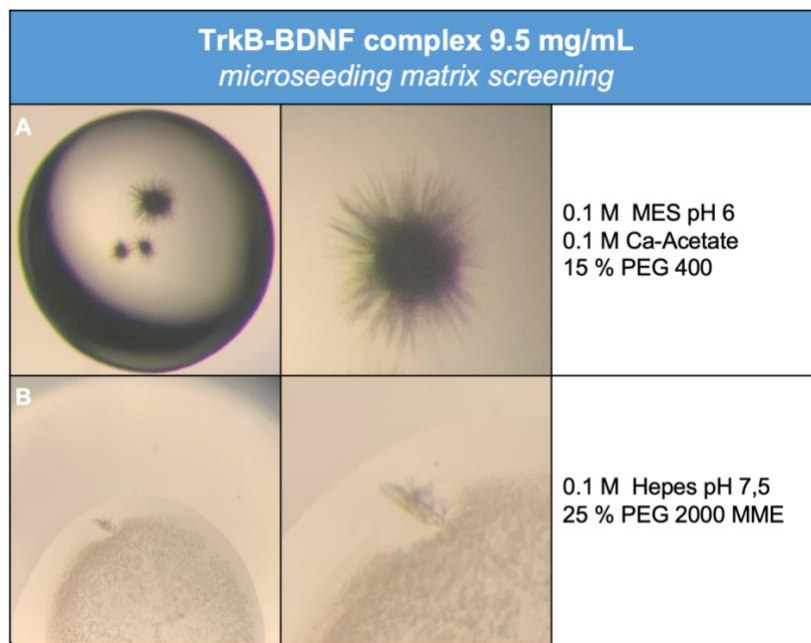 TrkB-BDNF complex 9.5 mg/mL
microseeding matrix screening
A
0.1 M MES pH 6
0.1 M Ca-Acetate
15 % PEG 400
B
0.1 M Hepes pH 7,5
25 % PEG 2000 MME